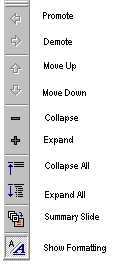 Promote
Demote
Move Up
Move Down
Collapse
Expand
Collapse All
Expand All
Summary Slide
Show Formatting